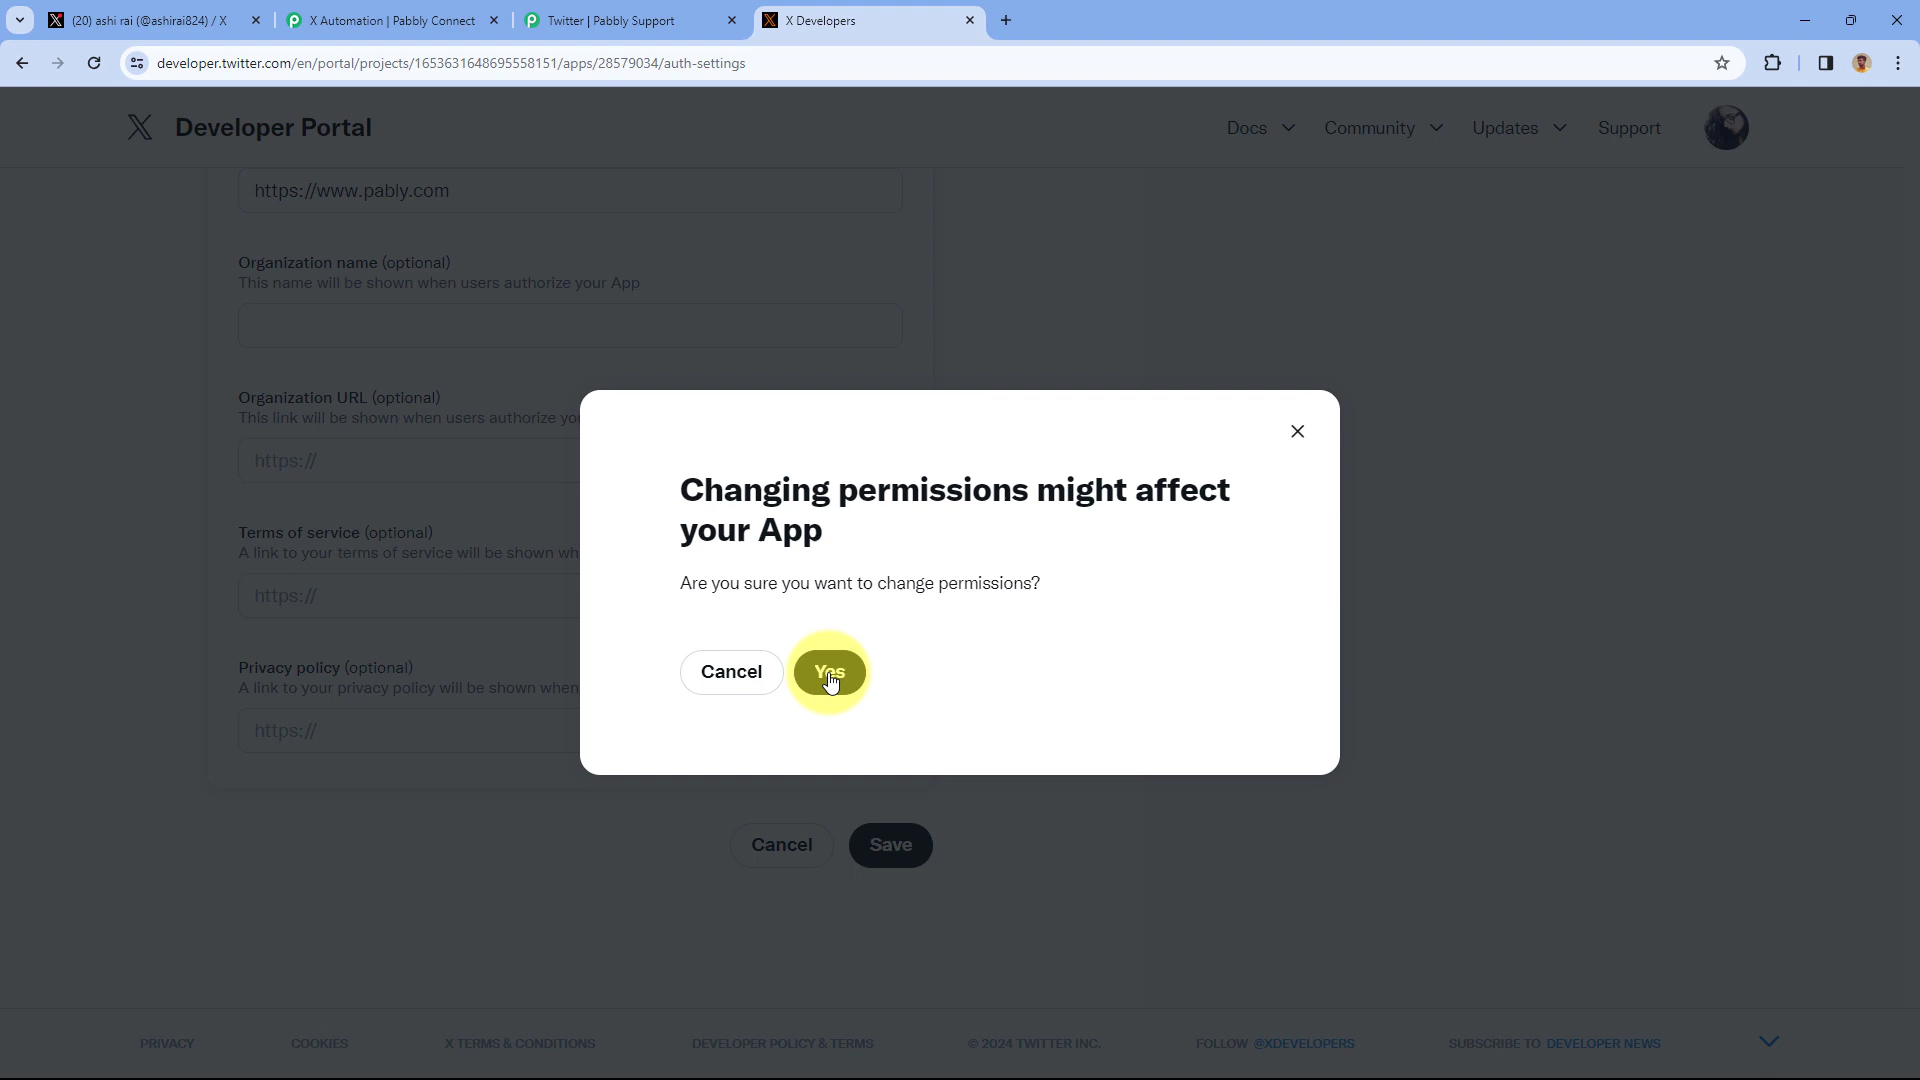 (20) ashi rai (@ashirai824) / X
X Automation | Pabbly Connect
Twitter | Pabbly Support
X Developers
developer.twitter.com/en/portal/projects/1653631648695558151/apps/28579034/auth-settings
Developer Portal
Docs
Community
Updates
Support
https://www.pably.com
Organization name (optional)
This name will be shown when users authorize your App
Organization URL (optional)
This link will be shown when users authorize yo
https://
Terms of service (optional)
A link to your terms of service will be shown wh
https://
Privacy policy (optional)
A link to your privacy policy will be shown when
https://
Changing permissions might affect
your App
Are you sure you want to change permissions?
Cancel
Yes
Cancel
Save
PRIVACY
COOKIES
X TERMS & CONDITIONS
DEVELOPER POLICY & TERMS
© 2024 TWITTER INC.
FOLLOW @XDEVELOPERS
SUBSCRIBE TO DEVELOPER NEWS